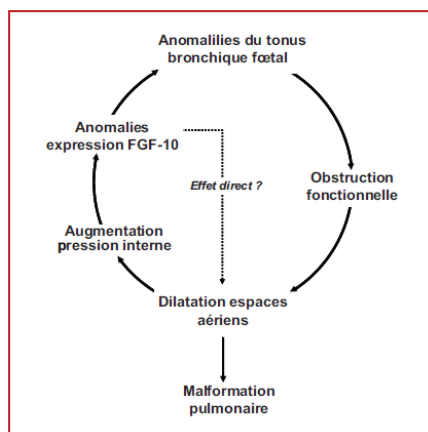 Anomalilies du tonus
bronchique fœtal
Anomalies
expression FGF-10
Effet direct ?
Obstruction
fonctionnelle
Augmentation
pression interne
Dilatation espaces
aériens
Malformation
pulmonaire